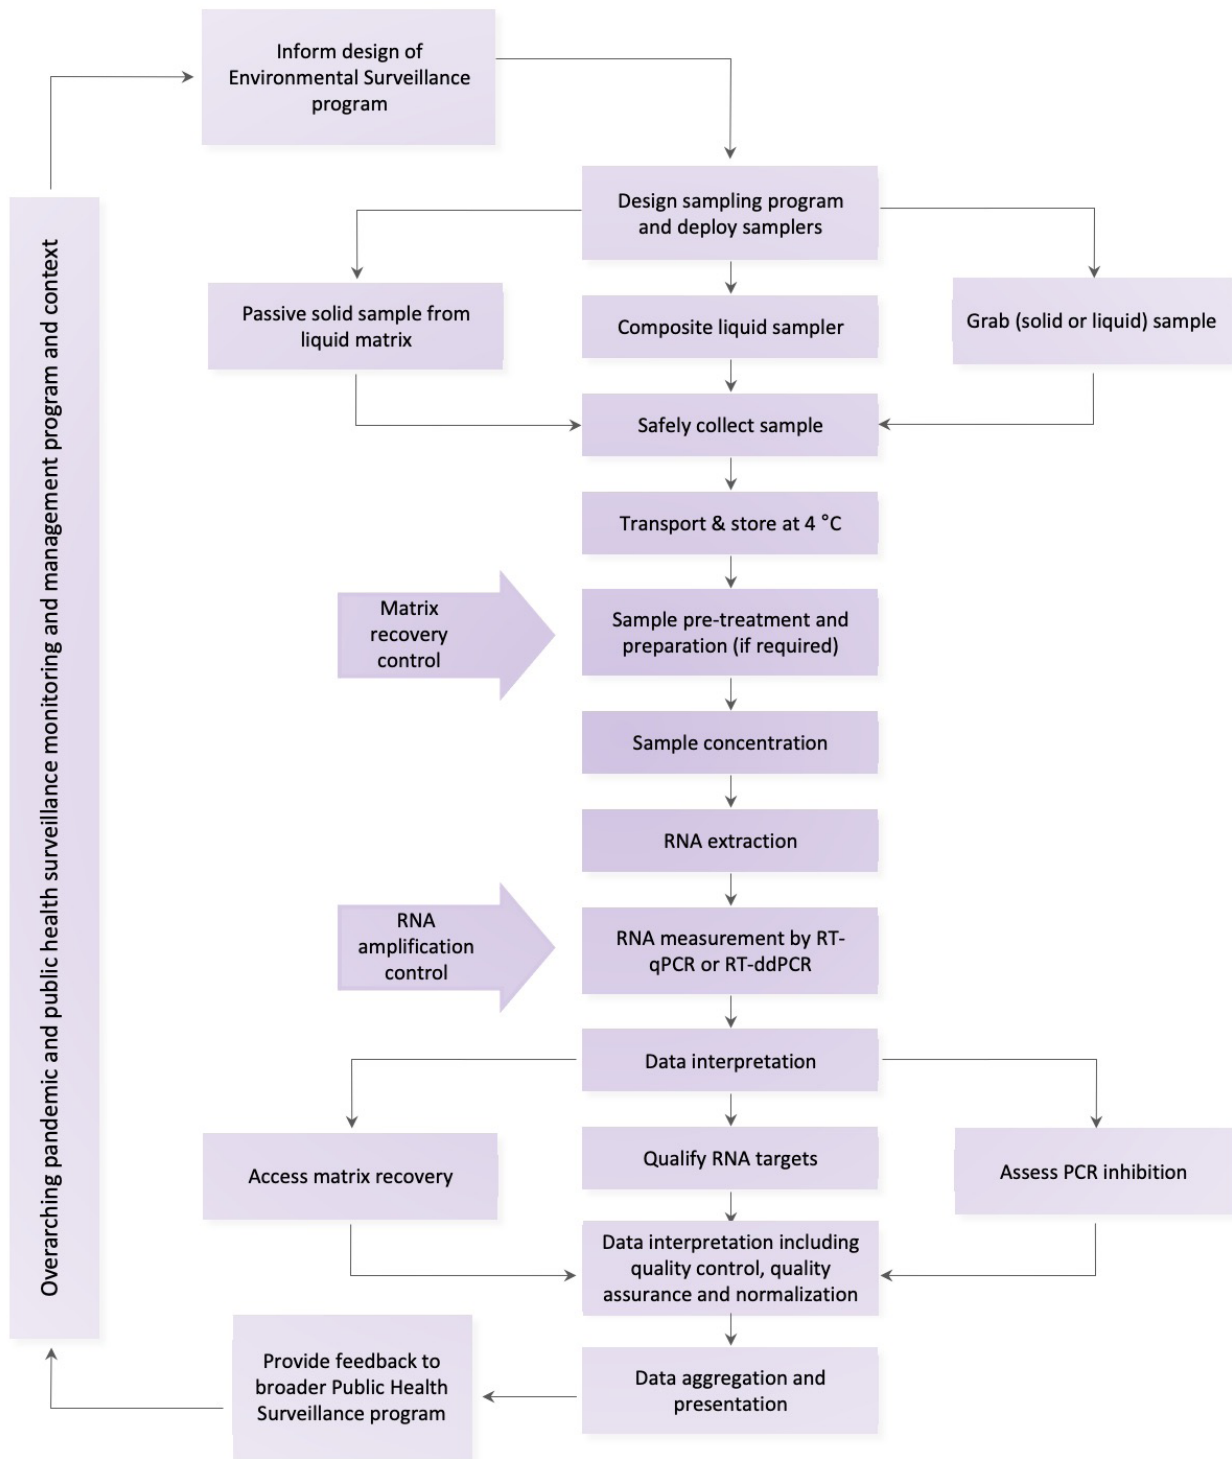 Inform design of
Environmental Surveillance
program
Overarching pandemic and public health surveillance monitoring and management program and context
Design sampling program
and deploy samplers
Passive solid sample from
liquid matrix
Composite liquid sampler
Grab (solid or liquid) sample
Safely collect sample
Transport & store at 4 °C
Matrix
recovery
control
Sample pre-treatment and
preparation (if required)
Sample concentration
RNA extraction
RNA
amplification
control
RNA measurement by RT-
qPCR or RT-ddPCR
Data interpretation
Access matrix recovery
Qualify RNA targets
Assess PCR inhibition
Data interpretation including
quality control, quality
assurance and normalization
Provide feedback to
broader Public Health
Surveillance program
Data aggregation and
presentation